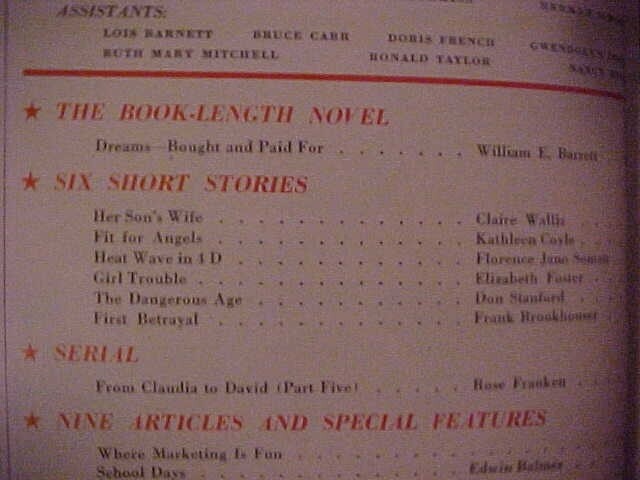 ASSISTANTS:
LOIS BARNETT BRUCE CARR DORIS FRENCH
RUTH MARY MITCHELL RONALD TAYLOR
GWENDOLYN
★ THE BOOK-LENGTH NOVEL
Dreams—Bought and Paid For . . . . . . . William E. Barrett
★ SIX SHORT STORIES
Her Son's Wife . . . . . . . . . . . . . Claire Wallis
Fit for Angels . . . . . . . . . . . . . Kathleen Coyle
Heat Wave in 4 D . . . . . . . . . . . . Florence Jane Soman
Girl Trouble . . . . . . . . . . . . . . Elizabeth Foster
The Dangerous Age . . . . . . . . . . . Don Stanford
First Betrayal . . . . . . . . . . . . . Frank Brookhouser
★ SERIAL
From Claudia to David (Part Five) . . . . . Rose Franken
★ NINE ARTICLES AND SPECIAL FEATURES
Where Marketing Is Fun . . . . . . . . . .
School Days . . . . . . . . . . . . . Edwin Balmer